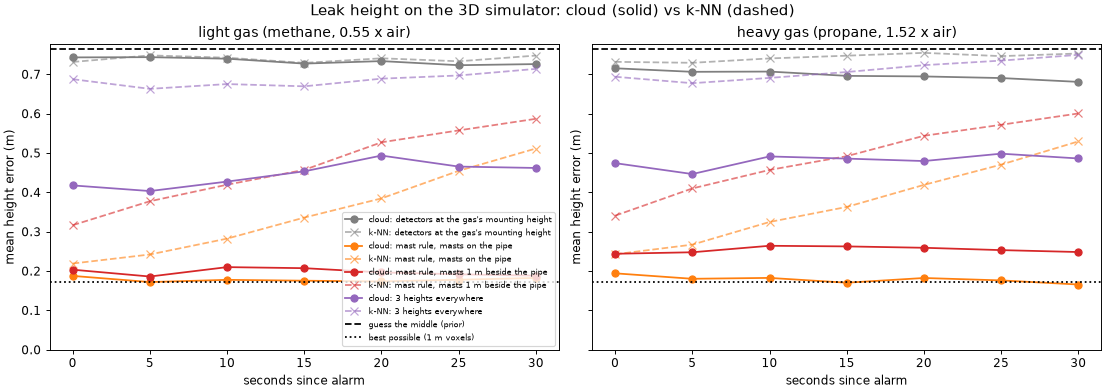 Leak height on the 3D simulator: cloud (solid) vs k-NN (dashed)
light gas (methane, 0.55 x air)
heavy gas (propane, 1.52 x air)
mean height error (m)
0.7
0.6
0.5
0.4
0.3
0.2
0.1
0.0
cloud: detectors at the gas's mounting height
k-NN: detectors at the gas's mounting height
cloud: mast rule, masts on the pipe
k-NN: mast rule, masts on the pipe
cloud: mast rule, masts 1 m beside the pipe
k-NN: mast rule, masts 1 m beside the pipe
cloud: 3 heights everywhere
k-NN: 3 heights everywhere
guess the middle (prior)
best possible (1 m voxels)
0 5 10 15 20 25 30
seconds since alarm
mean height error (m)
0 5 10 15 20 25 30
seconds since alarm